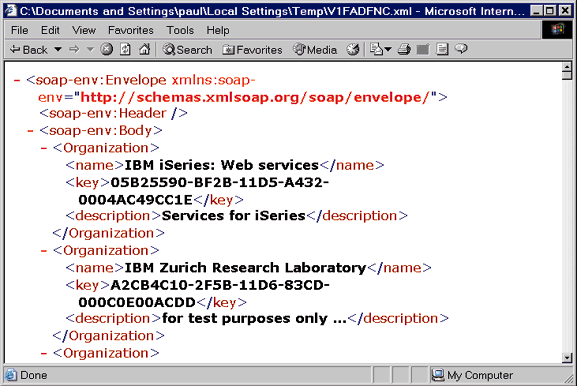 C:\Documents and Settings\paul\Local Settings\Temp\V1FADFNC.xml - Microsoft Intern...
File Edit View Favorites Tools Help
Back Search Favorites Media
- <soap-env:Envelope xmlns:soap-
env="http://schemas.xmlsoap.org/soap/envelope/">
<soap-env:Header />
- <soap-env:Body>
- <Organization>
<name>IBM iSeries: Web services</name>
<key>05B25590-BF2B-11D5-A432-
0004AC49CC1E</key>
<description>Services for iSeries</description>
</Organization>
- <Organization>
<name>IBM Zurich Research Laboratory</name>
<key>A2CB4C10-2F5B-11D6-83CD-
000C0E00ACDD</key>
<description>for test purposes only ...</description>
</Organization>
- <Organization>
Done My Computer